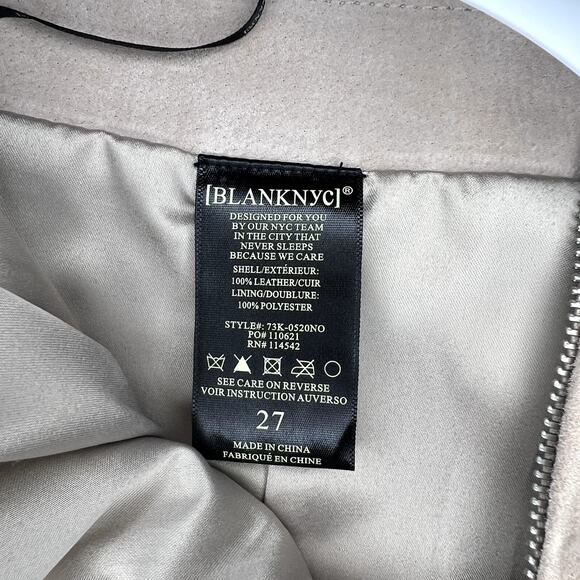 [BLANKNYC]®
DESIGNED FOR YOU
BY OUR NYC TEAM
IN THE CITY THAT
NEVER SLEEPS
BECAUSE WE CARE
SHELL/EXTÉRIEUR:
100% LEATHER/CUIR
LINING/DOUBLURE:
100% POLYESTER
STYLE#: 73K-0520NO
PO# 110621
RN# 114542
SEE CARE ON REVERSE
VOIR INSTRUCTION AUVERSO
27
MADE IN CHINA
FABRIQUÉ EN CHINE